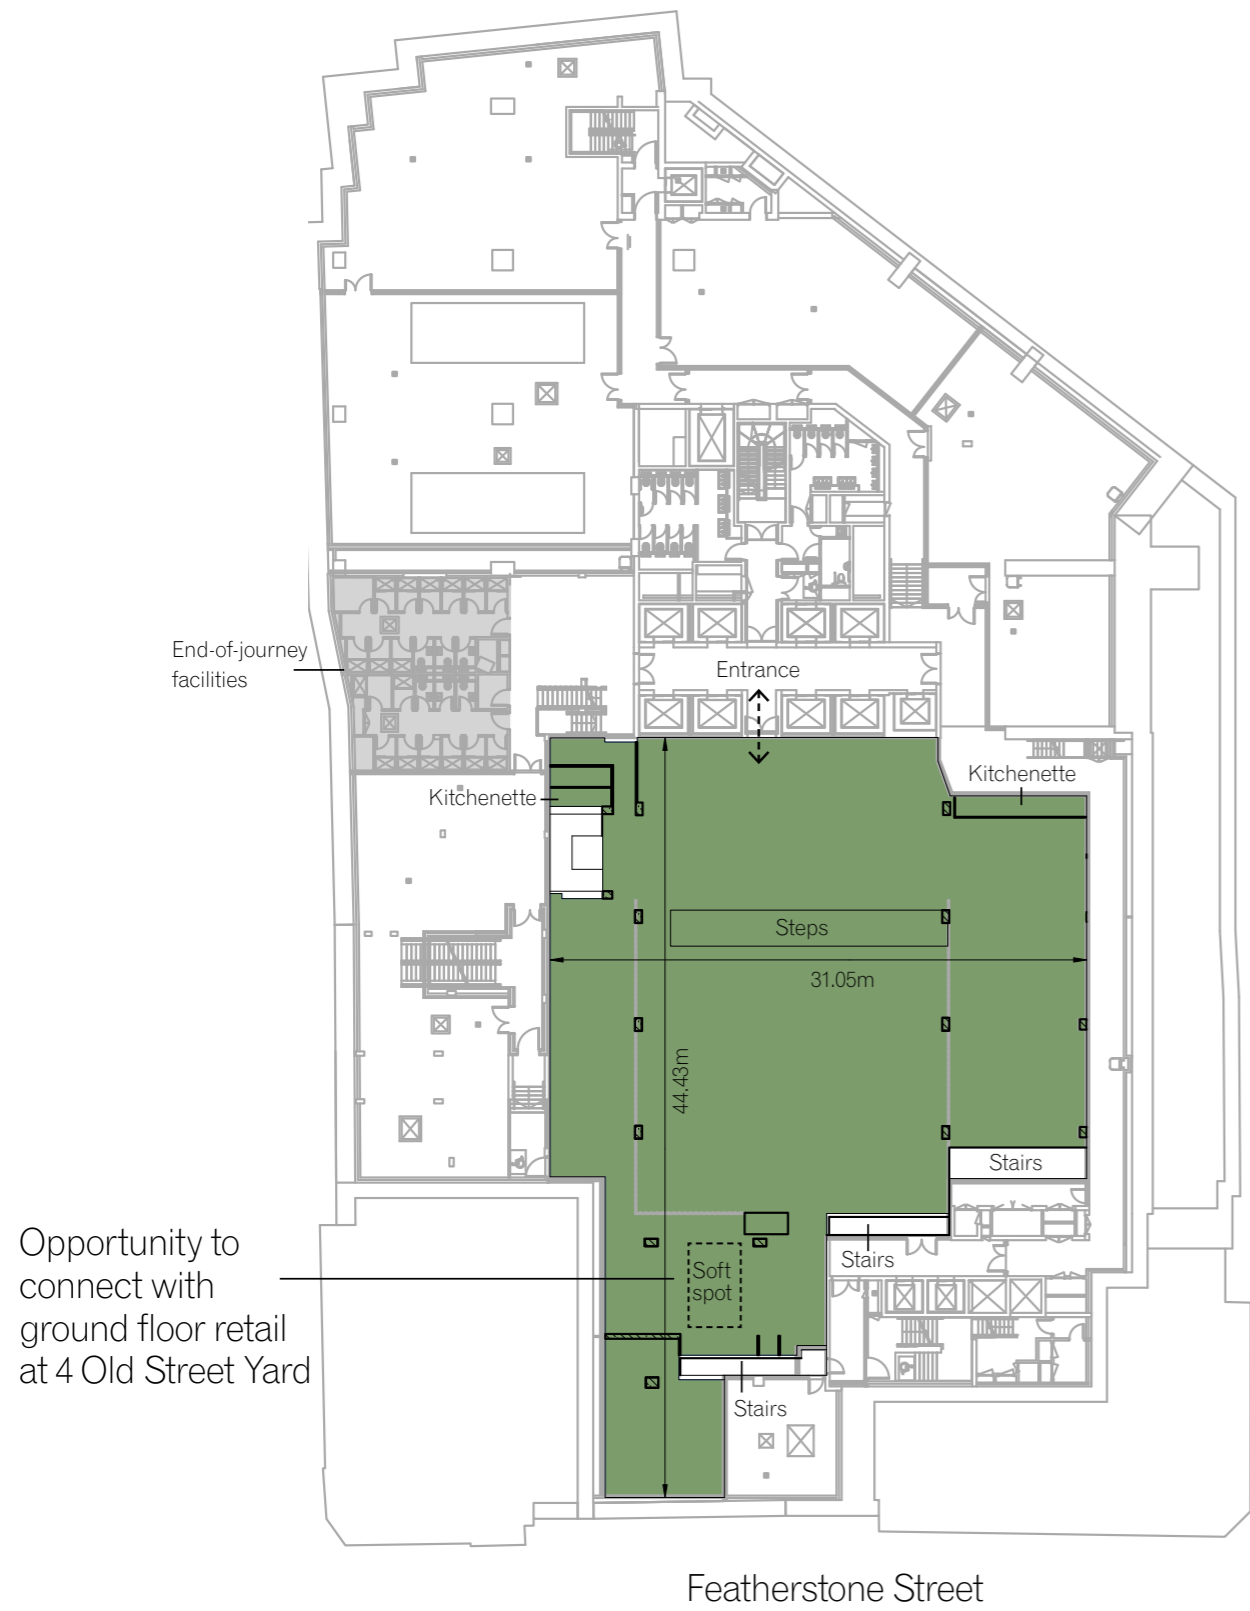 End-of-journey
facilities
Entrance
Kitchenette
Kitchenette
Steps
31.05m
44.43m
Stairs
Stairs
Soft
spot
Stairs
Opportunity to
connect with
ground floor retail
at 4 Old Street Yard
Featherstone Street